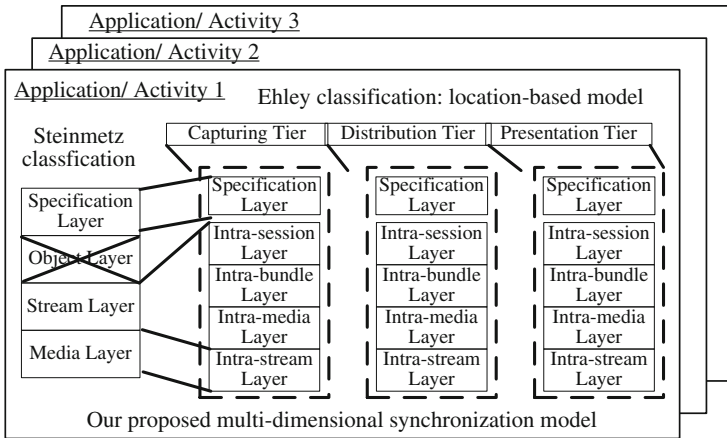 Application/ Activity 3
Application/ Activity 2
Application/ Activity 1
Ehley classification: location-based model
Steinmetz
classfication
Capturing Tier
Distribution Tier
Presentation Tier
Specification
Layer
Object Layer
Stream Layer
Media Layer
Specification
Layer
Intra-session
Layer
Intra-bundle
Layer
Intra-media
Layer
Intra-stream
Layer
Specification
Layer
Intra-session
Layer
Intra-bundle
Layer
Intra-media
Layer
Intra-stream
Layer
Specification
Layer
Intra-session
Layer
Intra-bundle
Layer
Intra-media
Layer
Intra-stream
Layer
Our proposed multi-dimensional synchronization model